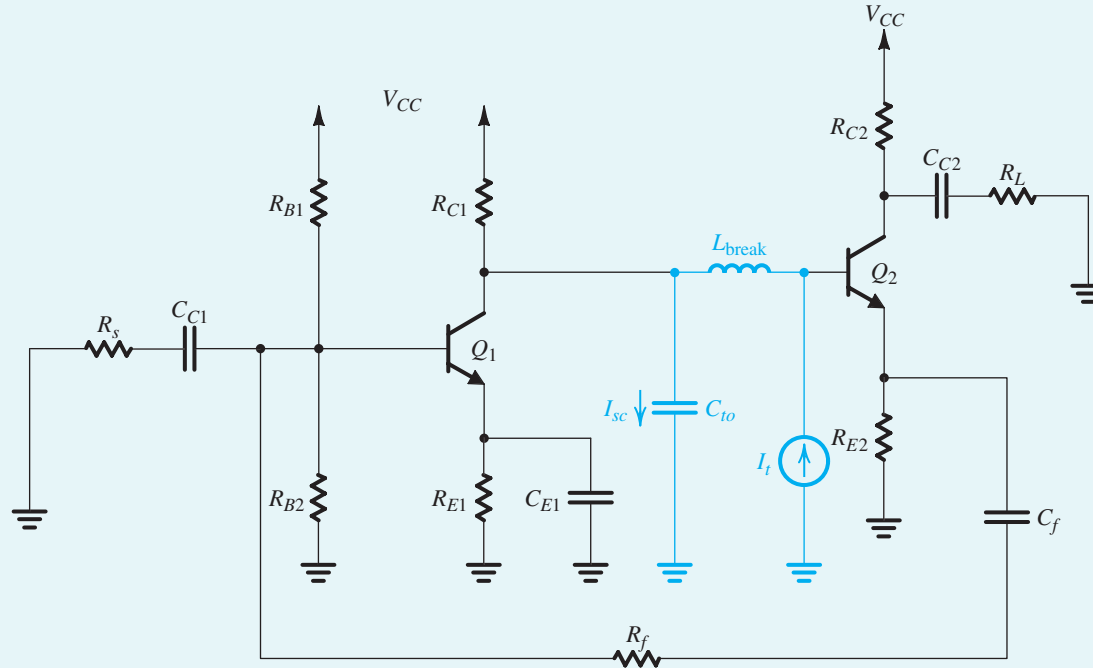 V_CC
V_CC
R_C2
C_C2
R_L
R_B1
R_C1
L_break
Q_2
C_C1
R_s
Q_1
I_sc
C_to
R_E2
I_t
R_B2
R_E1
C_E1
C_f
R_f